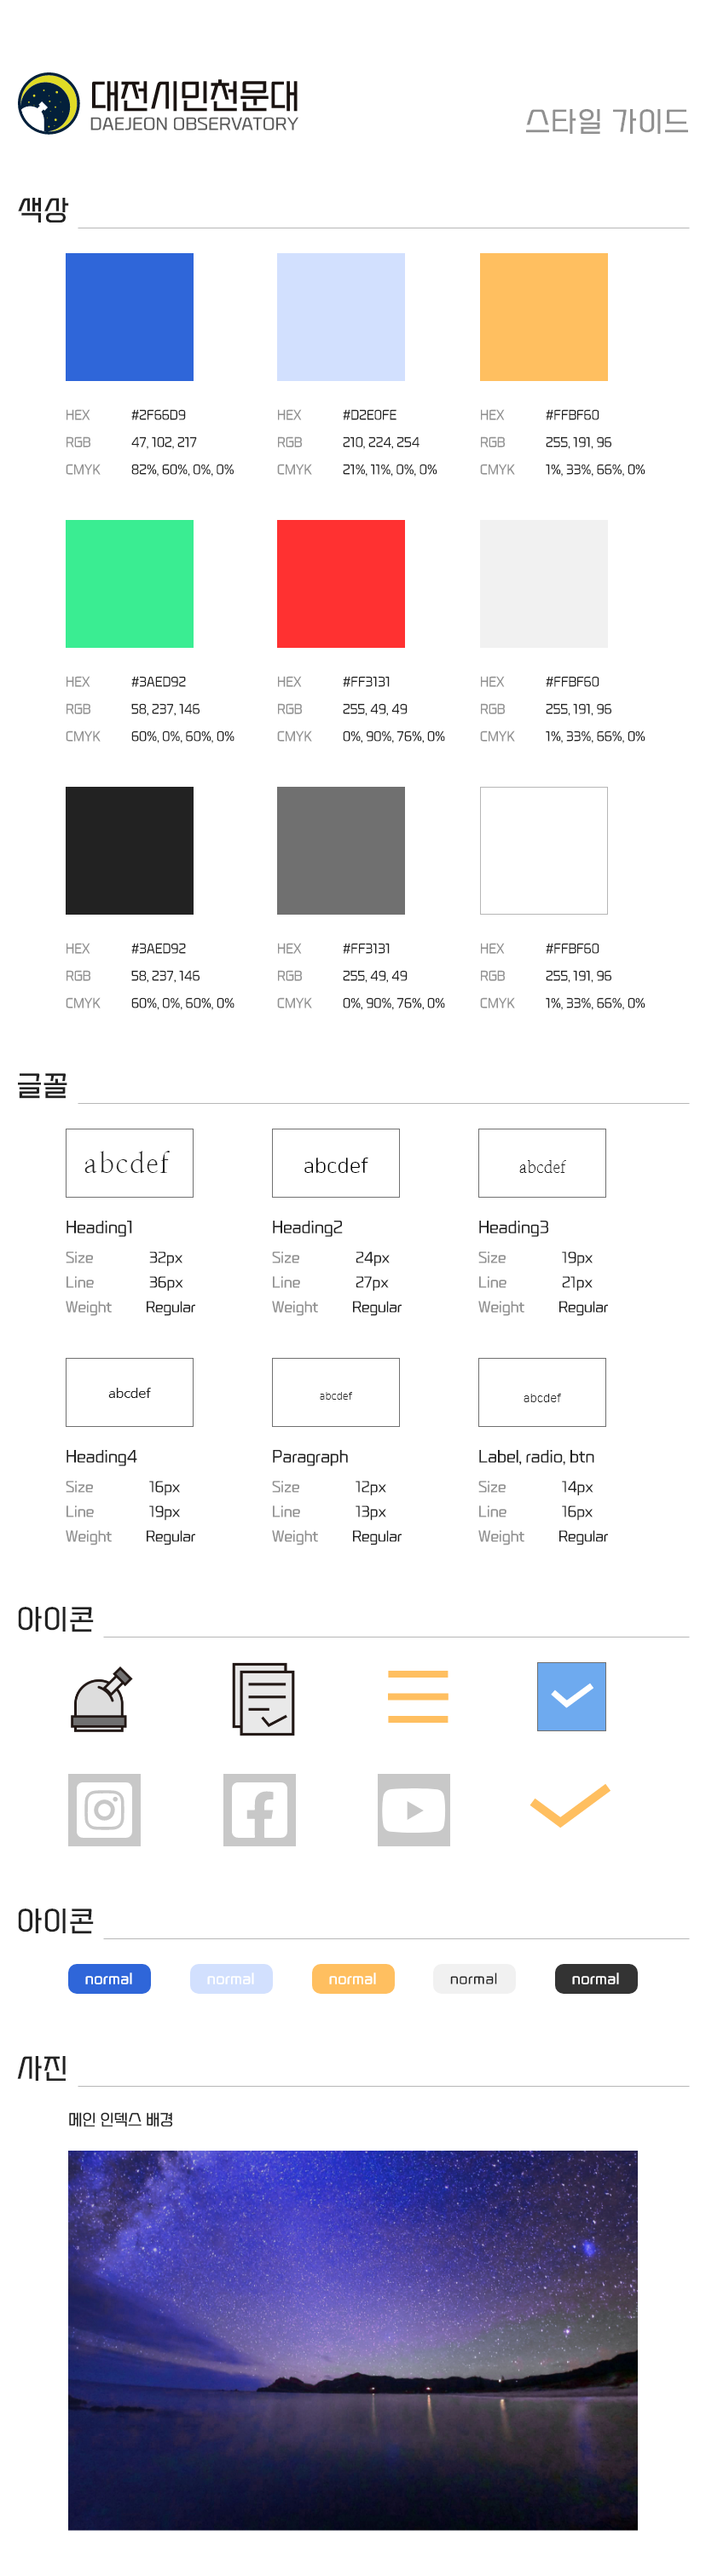 대전시민천문대
DAEJEON OBSERVATORY
스타일 가이드
색상
HEX #2F66D9
RGB 47, 102, 217
CMYK 82%, 60%, 0%, 0%
HEX #D2E0FE
RGB 210, 224, 254
CMYK 21%, 11%, 0%, 0%
HEX #FFBF60
RGB 255, 191, 96
CMYK 1%, 33%, 66%, 0%
HEX #3AED92
RGB 58, 237, 146
CMYK 60%, 0%, 60%, 0%
HEX #FF3131
RGB 255, 49, 49
CMYK 0%, 90%, 76%, 0%
HEX #FFBF60
RGB 255, 191, 96
CMYK 1%, 33%, 66%, 0%
HEX #3AED92
RGB 58, 237, 146
CMYK 60%, 0%, 60%, 0%
HEX #FF3131
RGB 255, 49, 49
CMYK 0%, 90%, 76%, 0%
HEX #FFBF60
RGB 255, 191, 96
CMYK 1%, 33%, 66%, 0%
글꼴
abcdef
Heading1
Size 32px
Line 36px
Weight Regular
abcdef
Heading2
Size 24px
Line 27px
Weight Regular
abcdef
Heading3
Size 19px
Line 21px
Weight Regular
abcdef
Heading4
Size 16px
Line 19px
Weight Regular
abcdef
Paragraph
Size 12px
Line 13px
Weight Regular
abcdef
Label, radio, btn
Size 14px
Line 16px
Weight Regular
아이콘
아이콘
normal
normal
normal
normal
normal
사진
메인 인덱스 배경